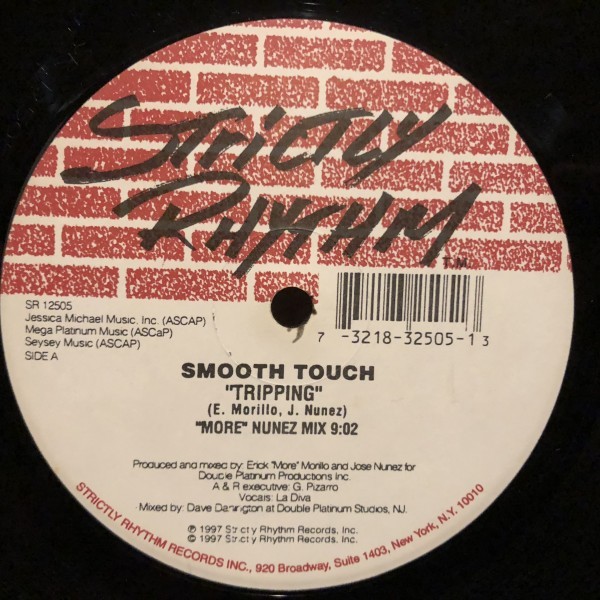 STRICTLY
RHYTHM
T.M.
SR 12505
Jessica Michael Music, Inc. (ASCAP)
Mega Platinum Music (ASCaP)
Seysey Music (ASCAP)
SIDE A
7 -3218-32505-1 3
SMOOTH TOUCH
"TRIPPING"
(E. Morillo, J. Nunez)
"MORE" NUNEZ MIX 9:02
Produced and mixed by: Erick "More" Morillo and Jose Nunez for
Double Platinum Productions Inc.
A & R executive: G. Pizarro
Vocals: La Diva
Mixed by: Dave Darlington at Double Platinum Studios, NJ.
℗ 1997 Strictly Rhythm Records, Inc.
© 1997 Strictly Rhythm Records, Inc.
STRICTLY RHYTHM RECORDS INC., 920 Broadway, Suite 1403, New York, N.Y. 10010